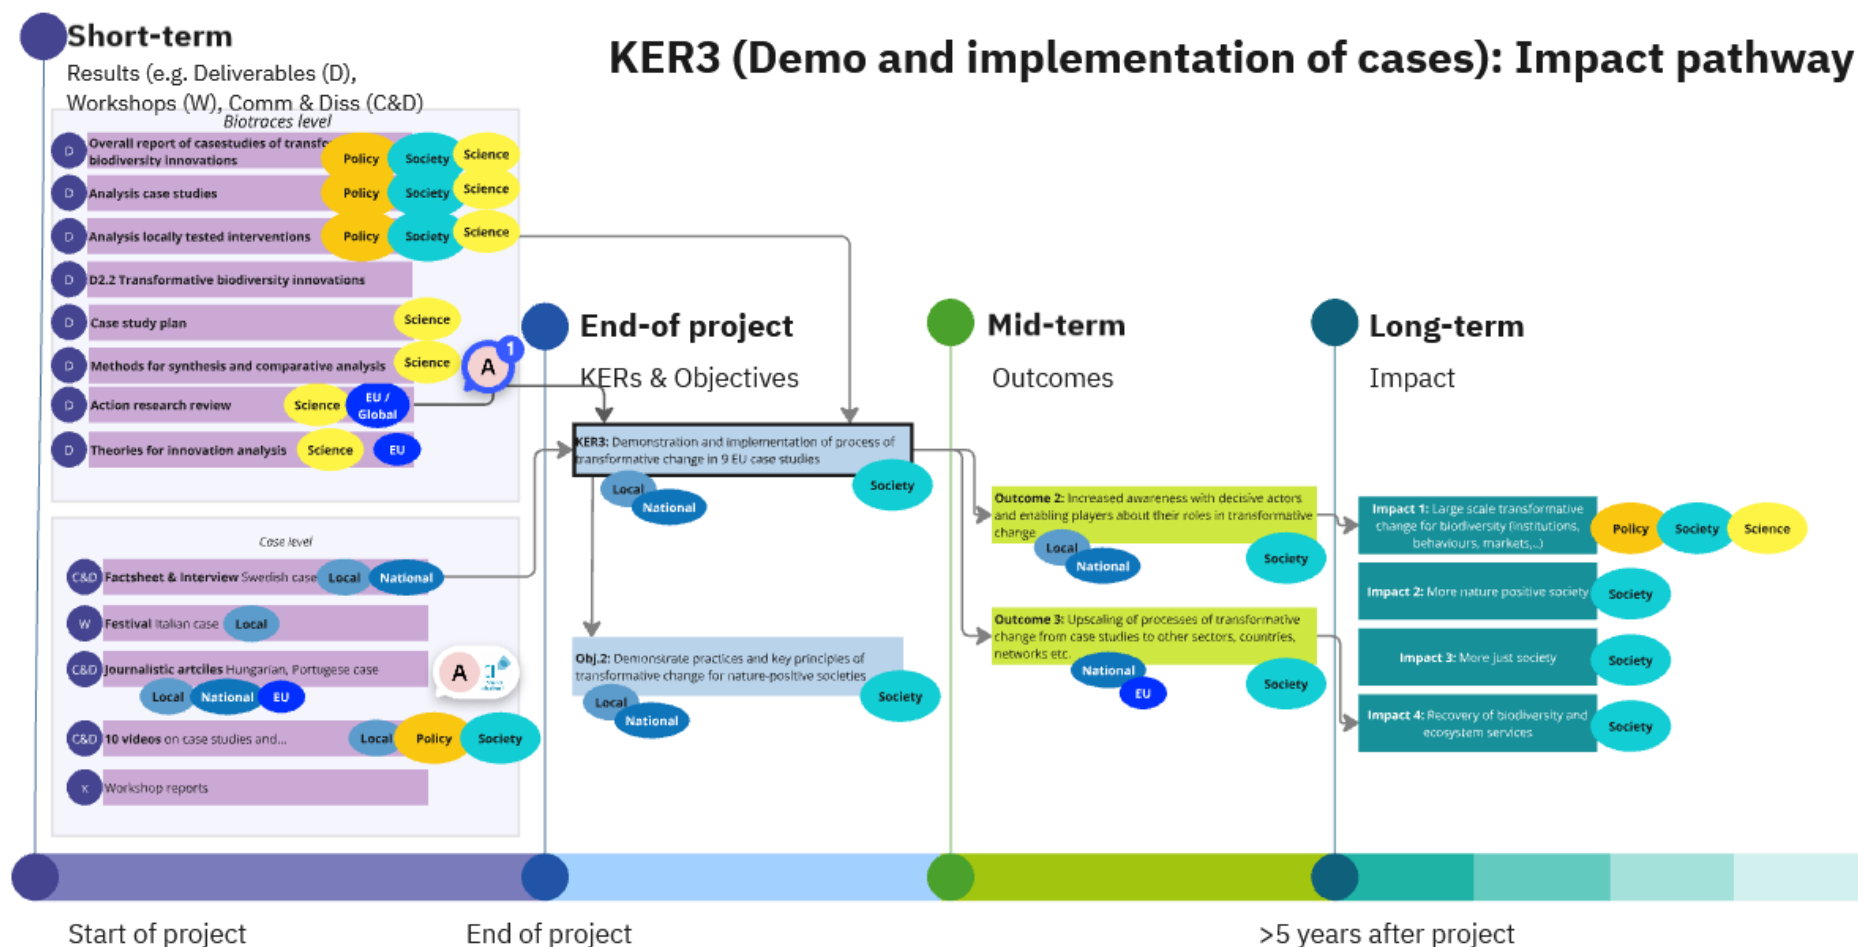 Short-term
KER3 (Demo and implementation of cases): Impact pathway
Results (e.g. Deliverables (D),
Workshops (W), Comm & Diss (C&D)
Biotraces level
D
Overall report of casestudies of transfo
biodiversity innovations
Policy
Society
Science
D
Analysis case studies
Policy
Society
Science
D
Analysis locally tested interventions
Policy
Society
Science
D
D2.2 Transformative biodiversity innovations
D
Case study plan
Science
D
Methods for synthesis and comparative analysis
Science
A
1
D
Action research review
Science
EU /
Global
D
Theories for innovation analysis
Science
EU
Case level
C&D
Factsheet & Interview Swedish case
Local
National
W
Festival Italian case
Local
C&D
Journalistic artciles Hungarian, Portugese case
A
Local
National
EU
C&D
10 videos on case studies and...
Local
Policy
Society
x
Workshop reports
End-of project
KERs & Objectives
KER3: Demonstration and implementation of process of
transformative change in 9 EU case studies
Local
National
Society
Obj.2: Demonstrate practices and key principles of
transformative change for nature-positive societies
Local
National
Society
Mid-term
Outcomes
Outcome 2: Increased awareness with decisive actors
and enabling players about their roles in transformative
change
Local
National
Society
Outcome 3: Upscaling of processes of transformative
change from case studies to other sectors, countries,
networks etc.
National
EU
Society
Long-term
Impact
Impact 1: Large scale transformative
change for biodiversity (institutions,
behaviours, markets,..)
Policy
Society
Science
Impact 2: More nature positive society
Society
Impact 3: More just society
Society
Impact 4: Recovery of biodiversity and
ecosystem services
Society
Start of project
End of project
>5 years after project